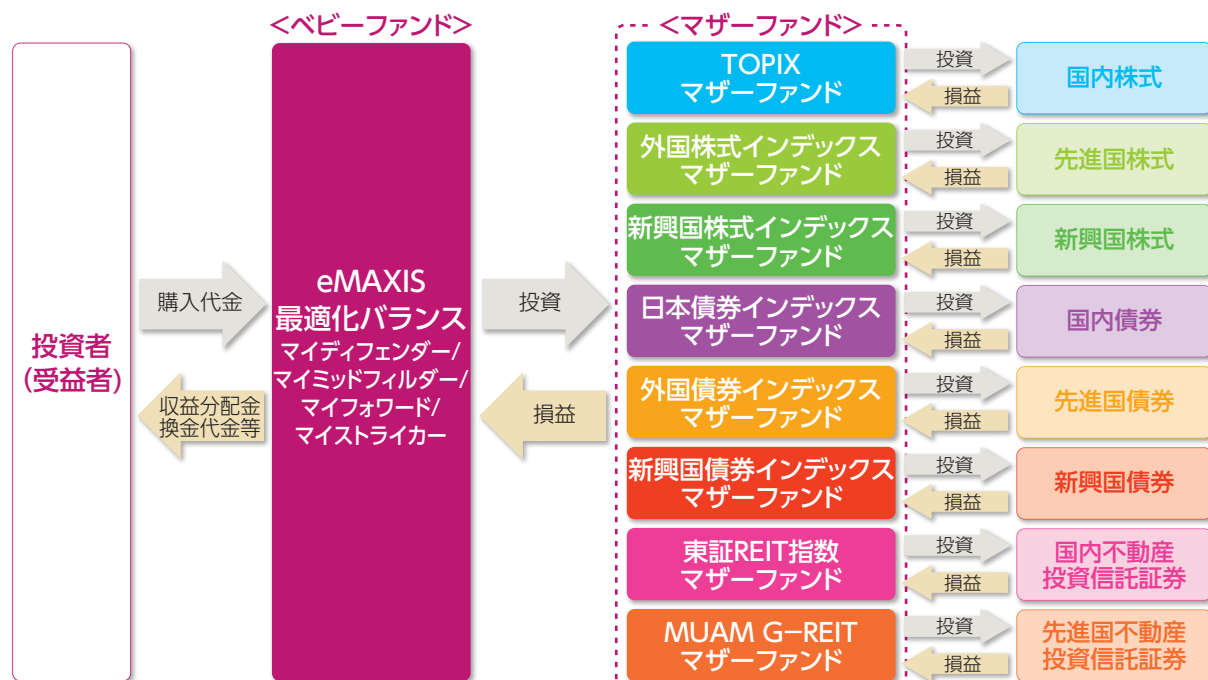 <ベビーファンド>
<マザーファンド>
投資者
(受益者)
購入代金
収益分配金
換金代金等
eMAXIS
最適化バランス
マイディフェンダー/
マイミッドフィルダー/
マイフォワード/
マイストライカー
投資
損益
TOPIX
マザーファンド
投資
損益
国内株式
外国株式インデックス
マザーファンド
投資
損益
先進国株式
新興国株式インデックス
マザーファンド
投資
損益
新興国株式
日本債券インデックス
マザーファンド
投資
損益
国内債券
外国債券インデックス
マザーファンド
投資
損益
先進国債券
新興国債券インデックス
マザーファンド
投資
損益
新興国債券
東証REIT指数
マザーファンド
投資
損益
国内不動産
投資信託証券
MUAM G-REIT
マザーファンド
投資
損益
先進国不動産
投資信託証券